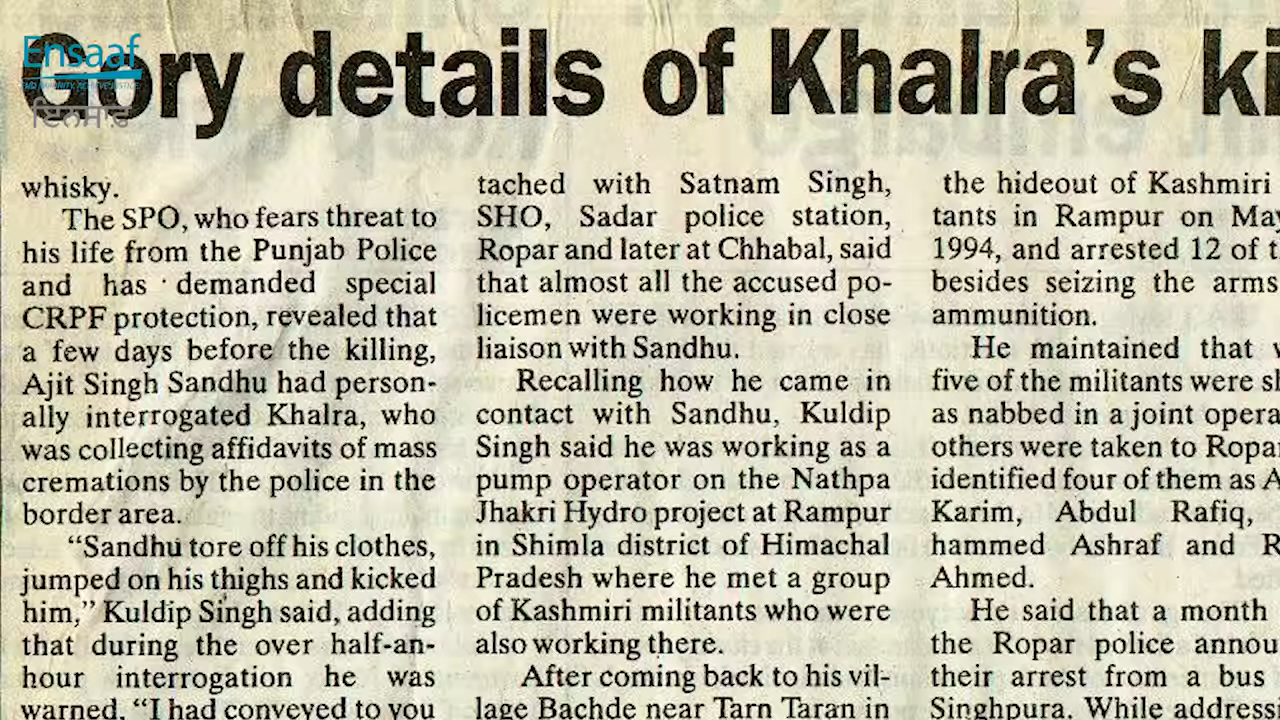 Ensaaf
ਇਨਸਾਫ਼
Gory details of Khalra's
whisky.
The SPO, who fears threat to
his life from the Punjab Police
and has demanded special
CRPF protection, revealed that
a few days before the killing,
Ajit Singh Sandhu had person-
ally interrogated Khalra, who
was collecting affidavits of mass
cremations by the police in the
border area.
“Sandhu tore off his clothes,
jumped on his thighs and kicked
him,” Kuldip Singh said, adding
that during the over half-an-
hour interrogation he was
warned, “I had conveyed to you
tached with Satnam Singh,
SHO, Sadar police station,
Ropar and later at Chhabal, said
that almost all the accused po-
licemen were working in close
liaison with Sandhu.
Recalling how he came in
contact with Sandhu, Kuldip
Singh said he was working as a
pump operator on the Nathpa
Jhakri Hydro project at Rampur
in Shimla district of Himachal
Pradesh where he met a group
of Kashmiri militants who were
also working there.
After coming back to his vil-
lage Bachde near Tarn Taran in
the hideout of Kashmiri
tants in Rampur on May
1994, and arrested 12 of
besides seizing the arms
ammunition.
He maintained that
five of the militants were
as nabbed in a joint
others were taken to Ropar
identified four of them as
Karim, Abdul Rafiq,
hammed Ashraf and
Ahmed.
He said that a month
the Ropar police
their arrest from a bus
Singhpura. While